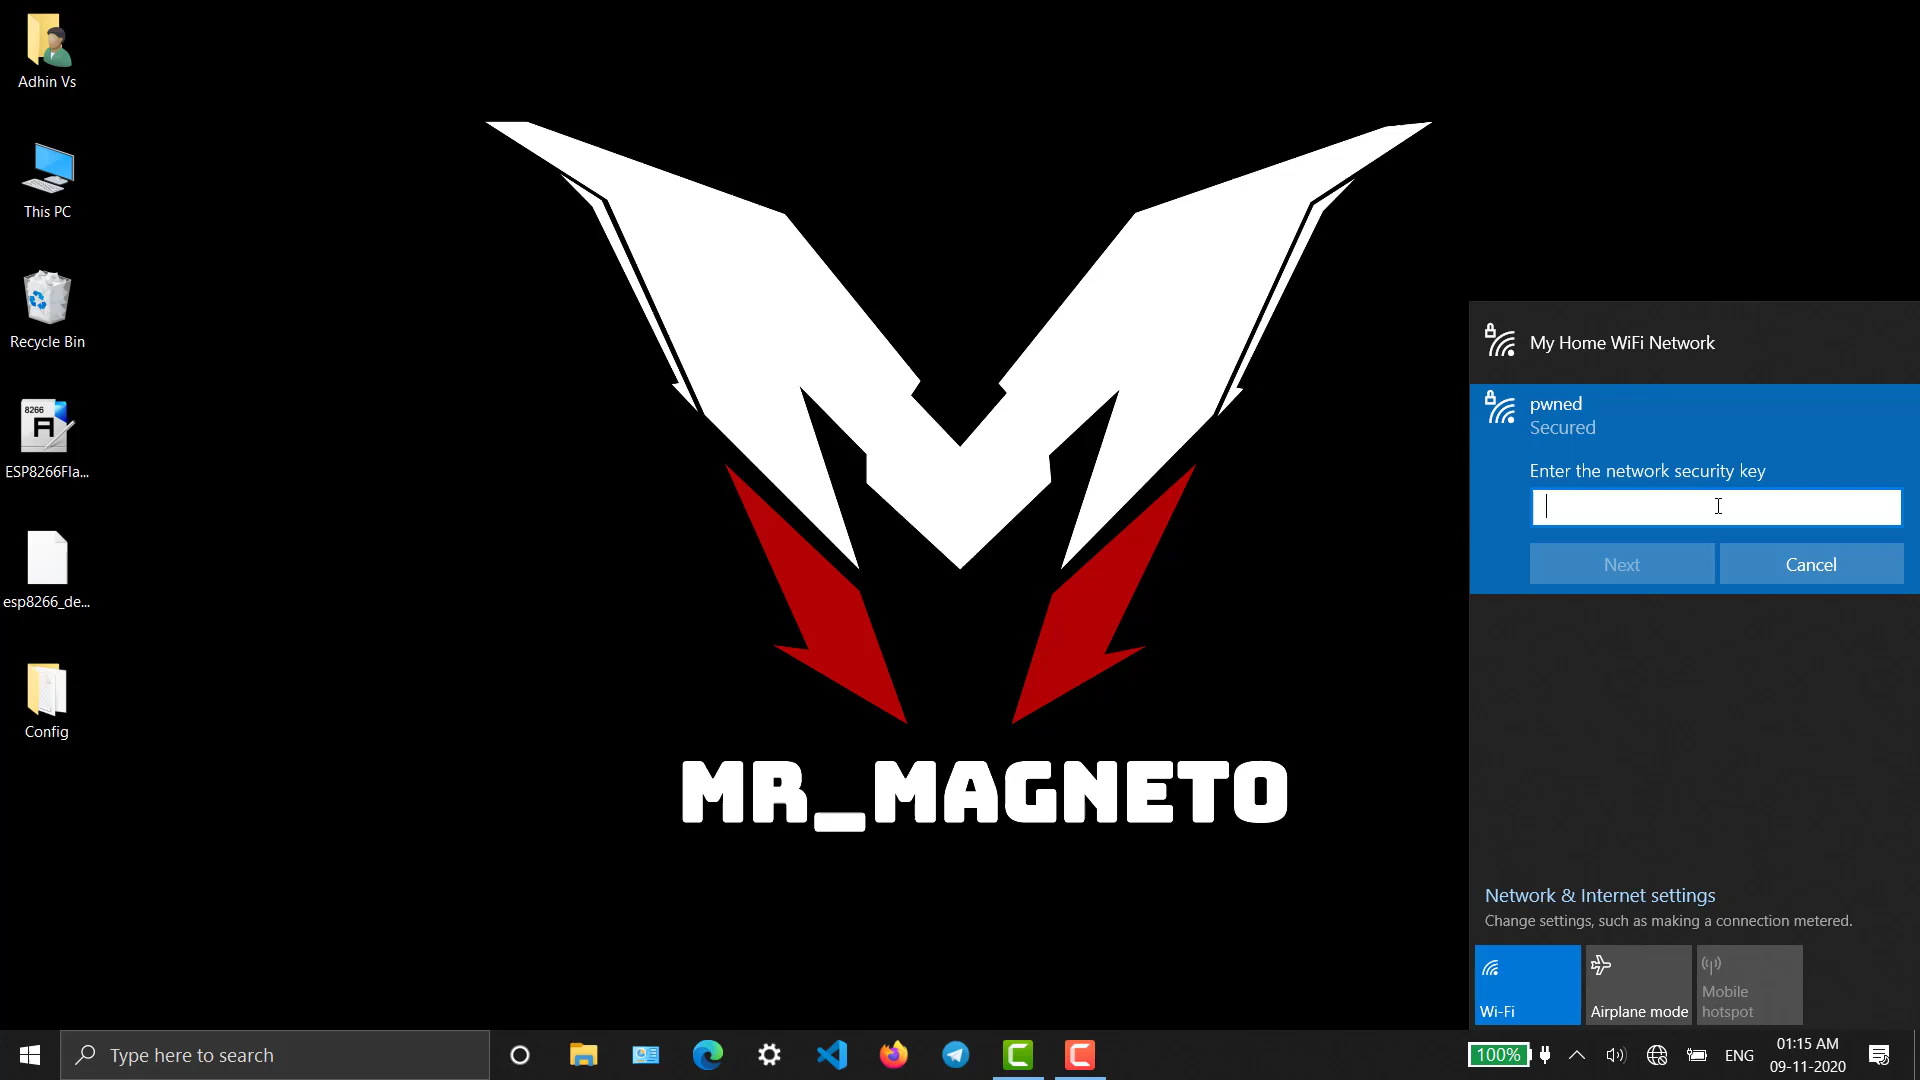 Adhin Vs
This PC
Recycle Bin
8266
A
ESP8266Fla...
esp8266_de...
Config
MR_MAGNETO
My Home WiFi Network
pwned
Secured
Enter the network security key
Next
Cancel
Network & Internet settings
Change settings, such as making a connection metered.
Wi-Fi
Airplane mode
Mobile
hotspot
Type here to search
100%
ENG
01:15 AM
09-11-2020